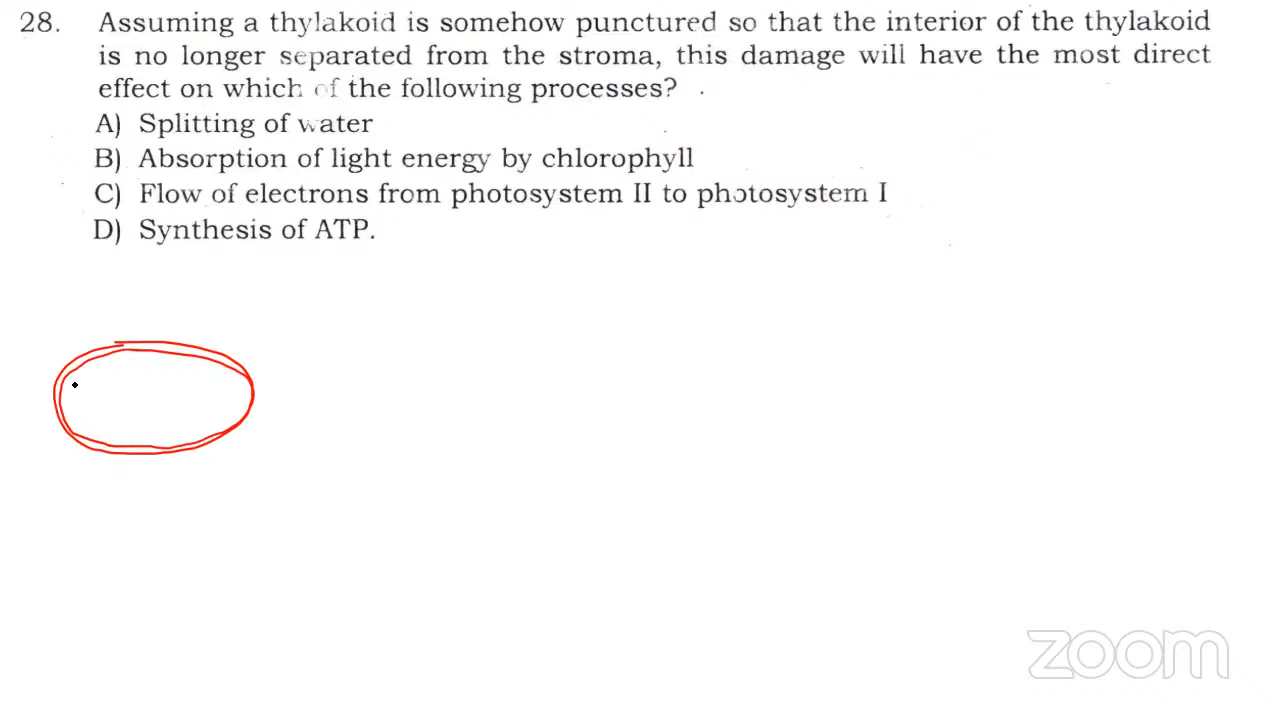 28. Assuming a thylakoid is somehow punctured so that the interior of the thylakoid
is no longer separated from the stroma, this damage will have the most direct
effect on which of the following processes?
A) Splitting of water
B) Absorption of light energy by chlorophyll
C) Flow of electrons from photosystem II to photosystem I
D) Synthesis of ATP.
zoom